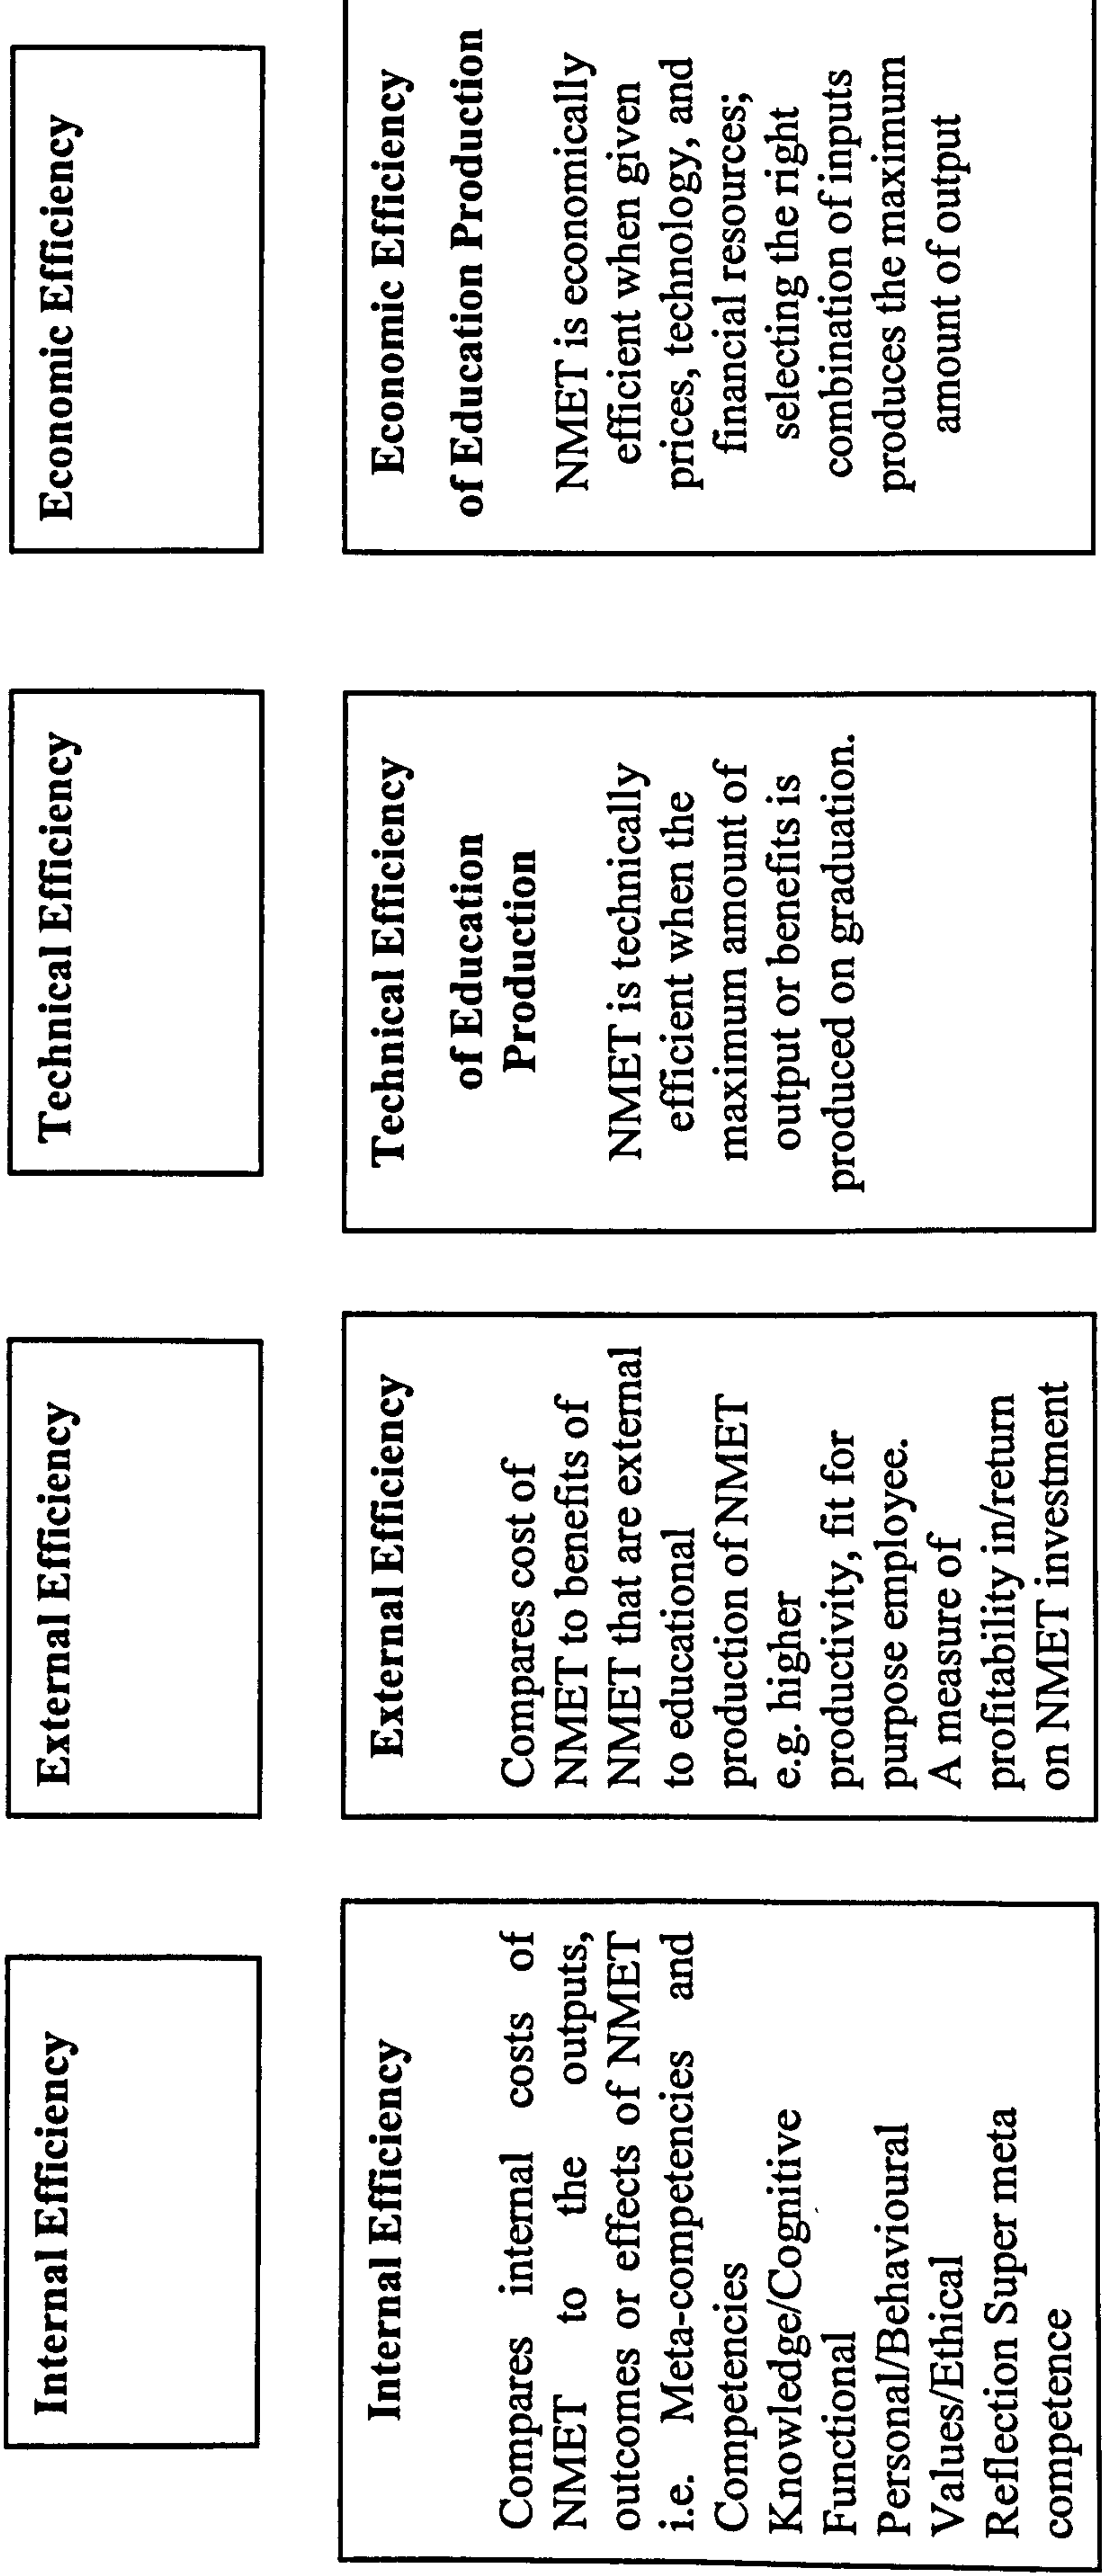 Internal Efficiency
External Efficiency
Technical Efficiency
Economic Efficiency
Internal Efficiency
Compares internal costs of
NMET to the outputs,
outcomes or effects of NMET
i.e. Meta-competencies and
Competencies
Knowledge/Cognitive
Functional
Personal/Behavioural
Values/Ethical
Reflection Super meta
competence
External Efficiency
Compares cost of
NMET to benefits of
NMET that are external
to educational
production of NMET
e.g. higher
productivity, fit for
purpose employee.
A measure of
profitability in/return
on NMET investment
Technical Efficiency
of Education
Production
NMET is technically
efficient when the
maximum amount of
output or benefits is
produced on graduation.
Economic Efficiency
of Education Production
NMET is economically
efficient when given
prices, technology, and
financial resources;
selecting the right
combination of inputs
produces the maximum
amount of output